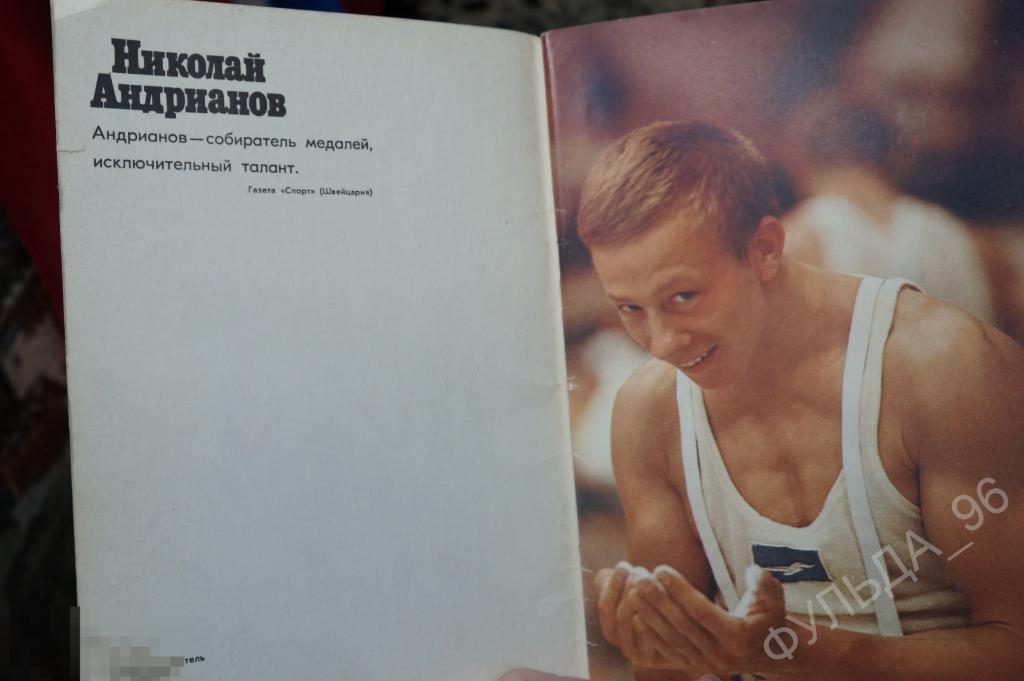 Николай
Андрианов
Андрианов—собиратель медалей,
исключительный талант.
Газета «Спорт» (Швейцария)
ФУЛЬДА_96